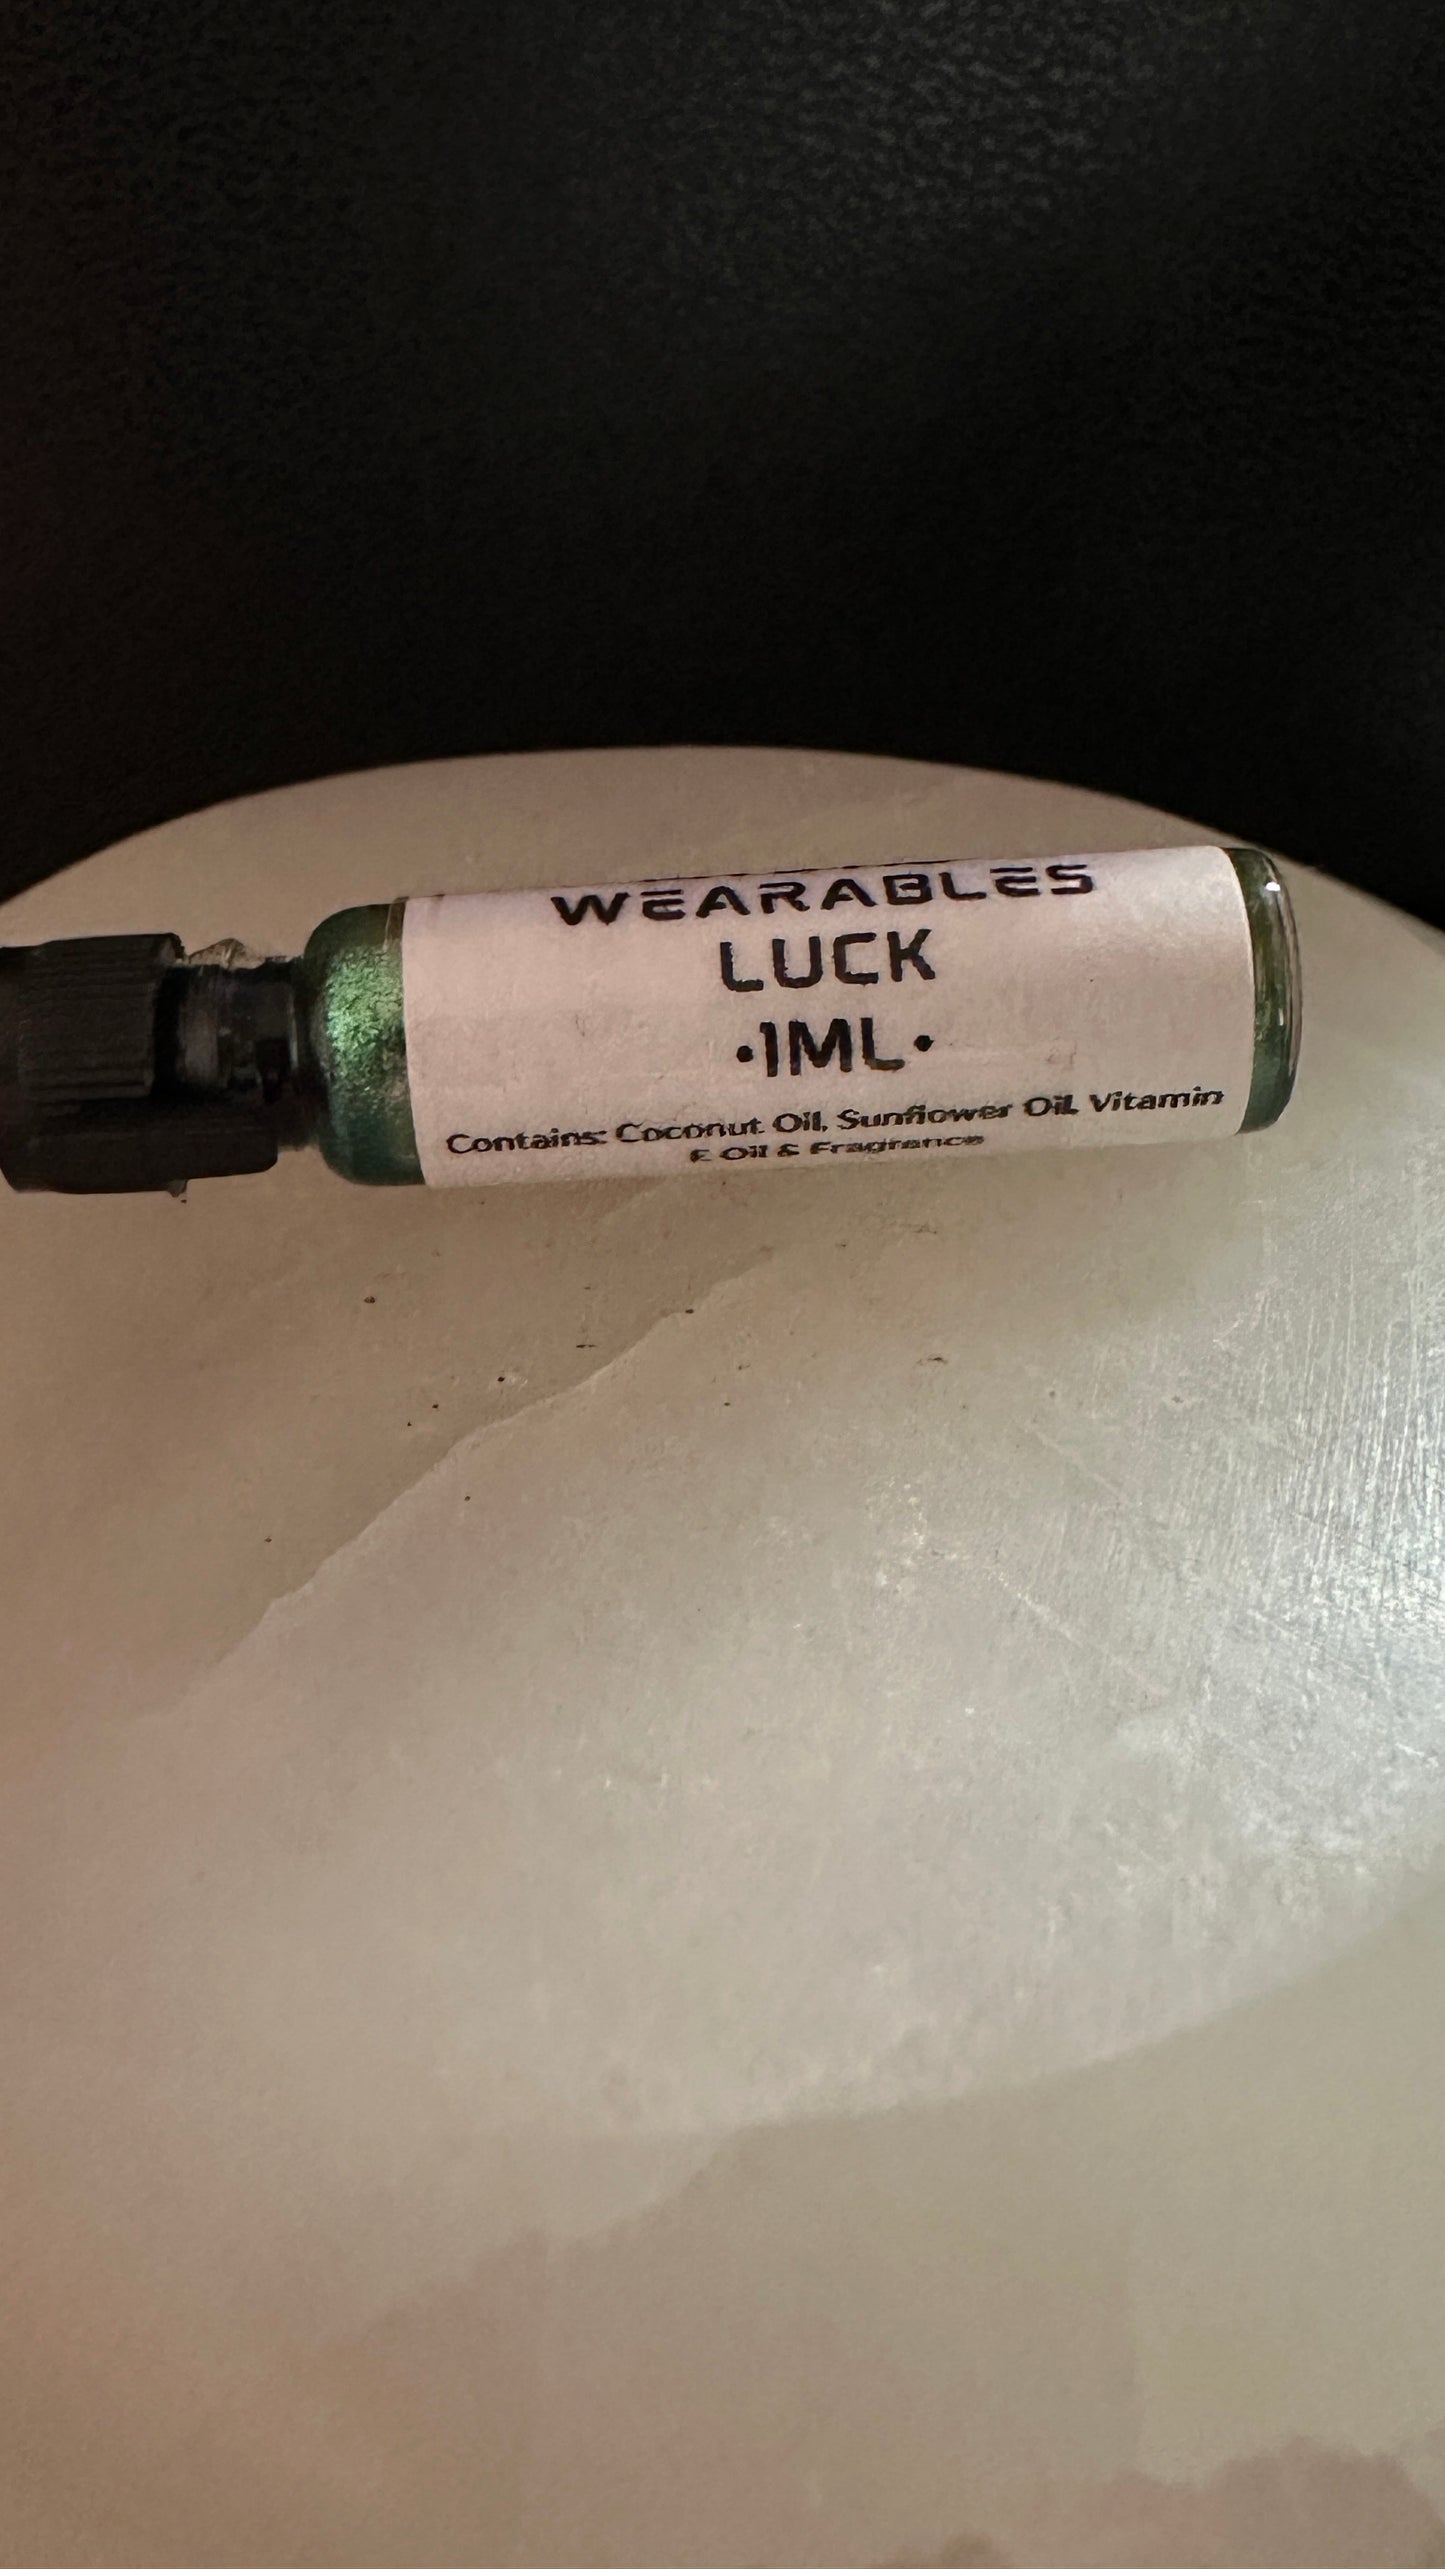 WEARABLES
LUCK
•1ML•
Contains: Coconut Oil, Sunflower Oil, Vitamin
E Oil & Fragrance